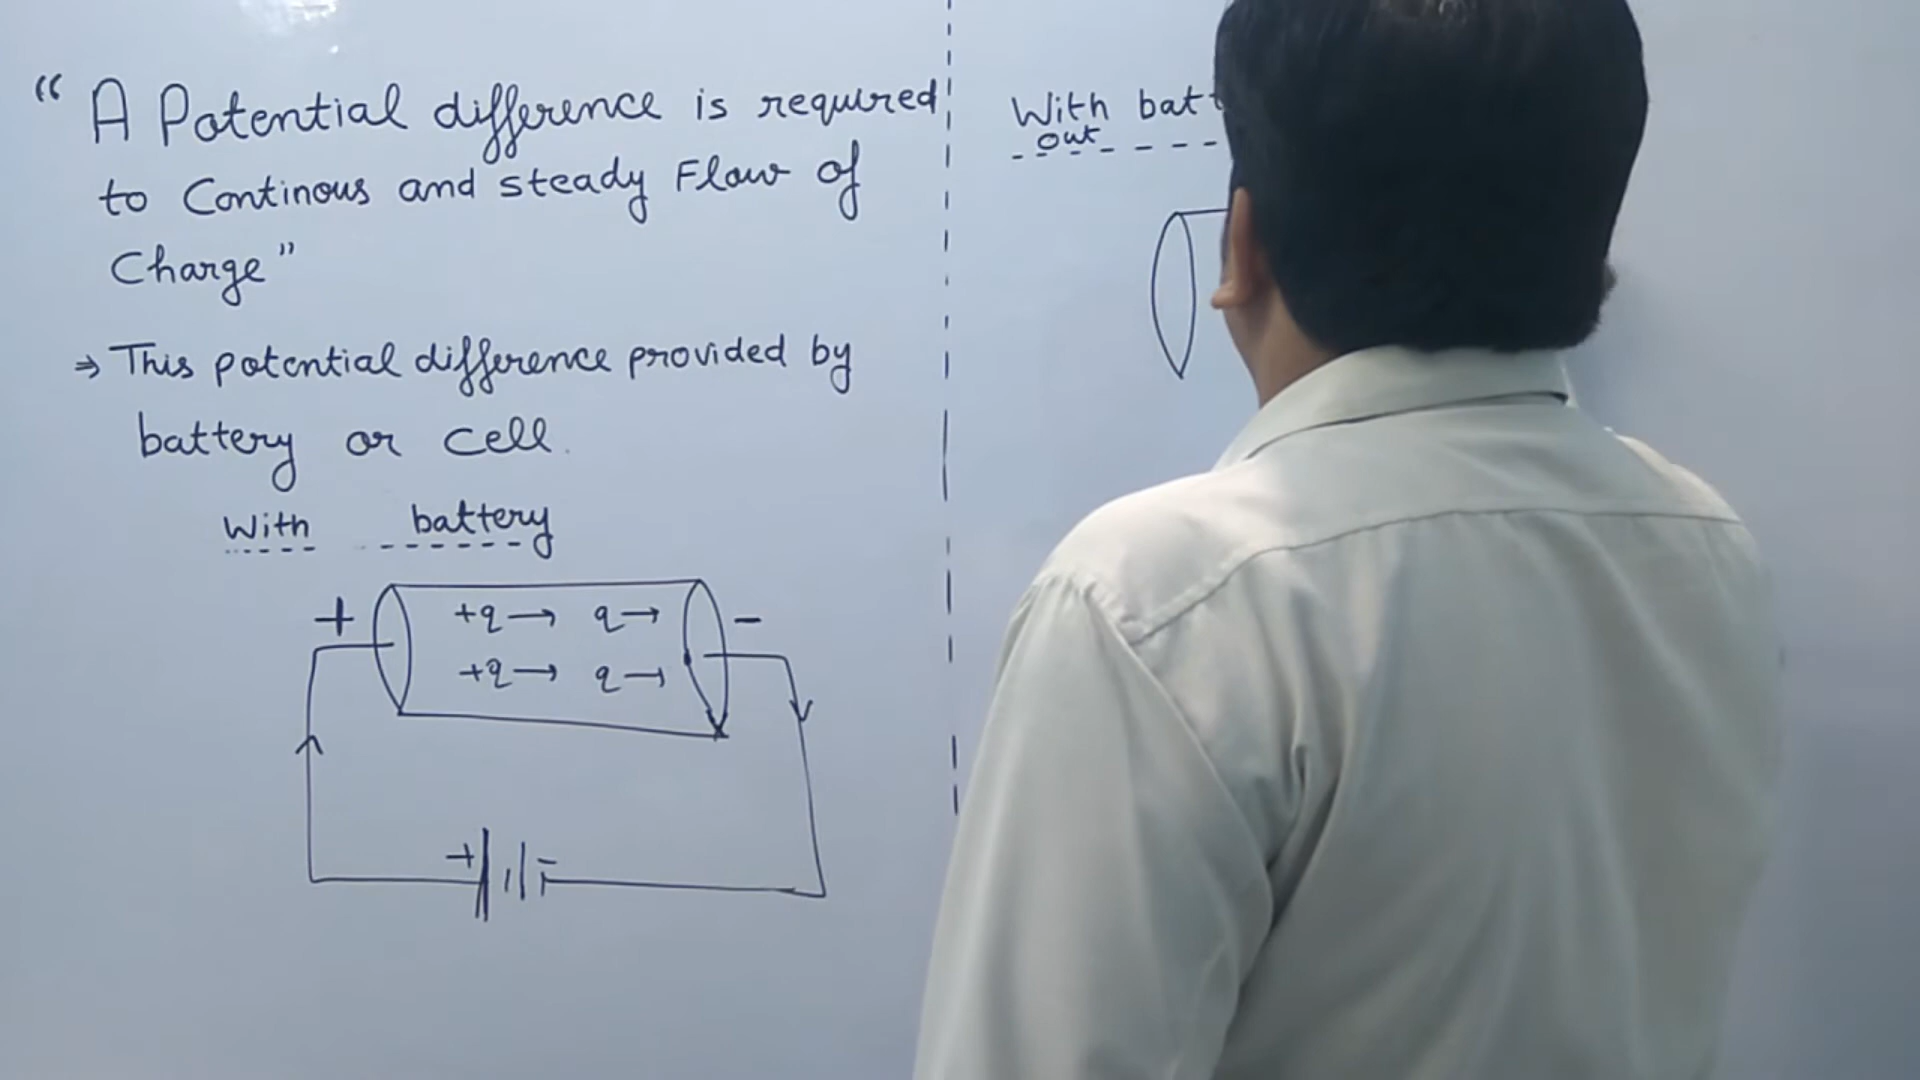 “A Potential difference is required
to Continous and steady Flow of
Charge”
⇒ This potential difference provided by
battery or cell.
With battery
+ +q→ q→ -
+q→ q→
+ -
With
out